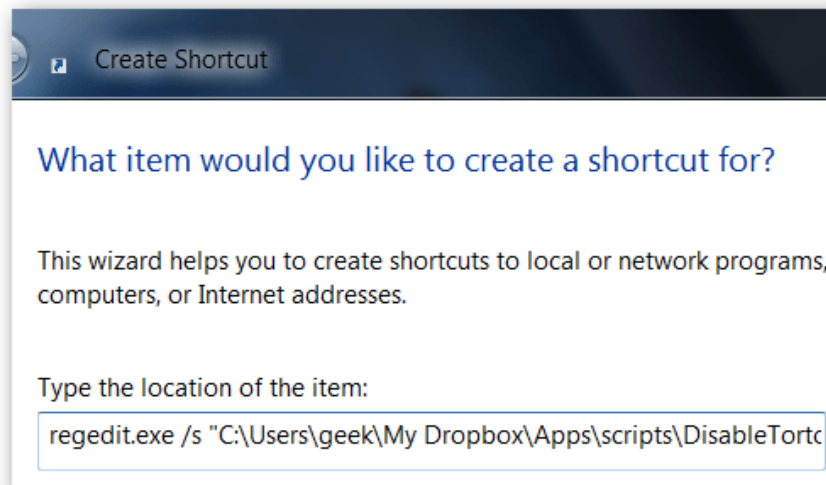 Create Shortcut
What item would you like to create a shortcut for?
This wizard helps you to create shortcuts to local or network programs,
computers, or Internet addresses.
Type the location of the item:
regedit.exe /s "C:\Users\geek\My Dropbox\Apps\scripts\DisableTortc